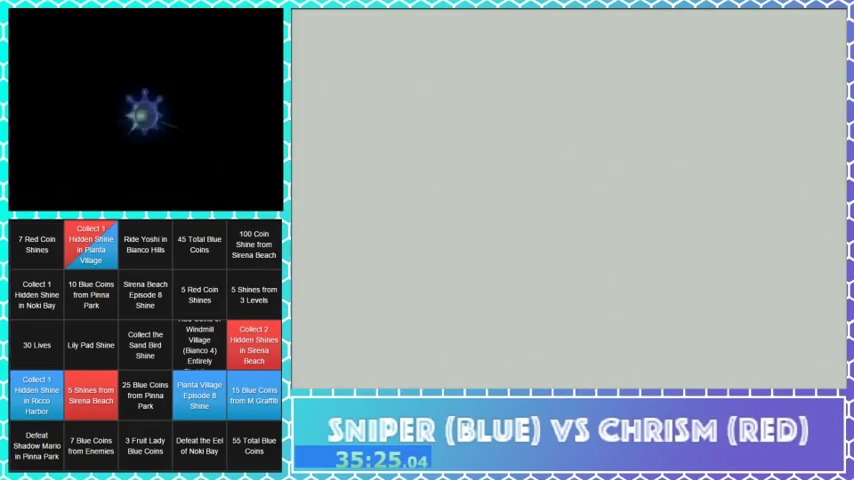 7 Red Coin
Shines
Collect 1
Hidden Shine
in Pianta
Village
Ride Yoshi in
Bianco Hills
45 Total Blue
Coins
100 Coin
Shine from
Sirena Beach
Collect 1
Hidden Shine
in Noki Bay
10 Blue Coins
from Pinna
Park
Sirena Beach
Episode 8
Shine
5 Red Coin
Shines
5 Shines from
3 Levels
30 Lives
Lily Pad Shine
Collect the
Sand Bird
Shine
Windmill
Village
(Bianco 4)
Entirely
Collect 2
Hidden Shines
in Sirena
Beach
Collect 1
Hidden Shine
in Ricco
Harbor
5 Shines from
Sirena Beach
25 Blue Coins
from Pinna
Park
Pianta Village
Episode 8
Shine
15 Blue Coins
from M Graffiti
Defeat
Shadow Mario
in Pinna Park
7 Blue Coins
from Enemies
3 Fruit Lady
Blue Coins
Defeat the Eel
of Noki Bay
55 Total Blue
Coins
SNIPER (BLUE) VS CHRISM (RED)
35:25.04